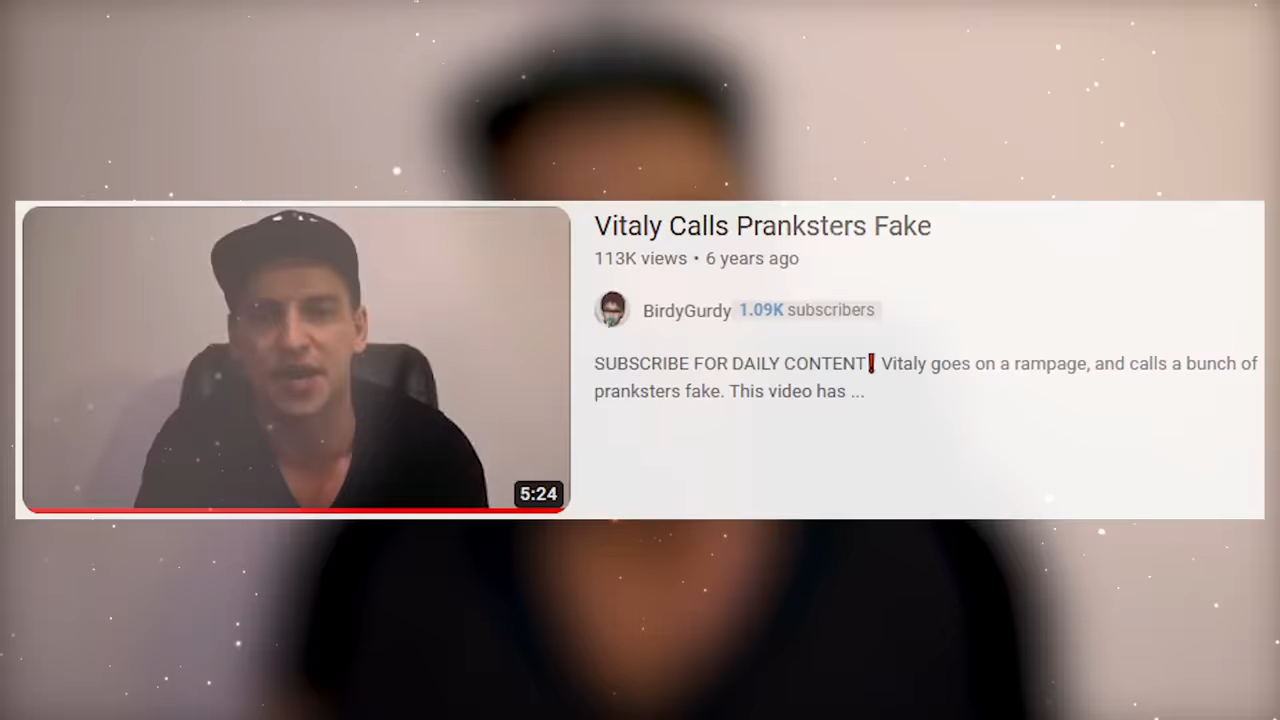 Vitaly Calls Pranksters Fake
113K views • 6 years ago
BirdyGurdy 1.09K subscribers
SUBSCRIBE FOR DAILY CONTENT❗ Vitaly goes on a rampage, and calls a bunch of
pranksters fake. This video has ...
5:24